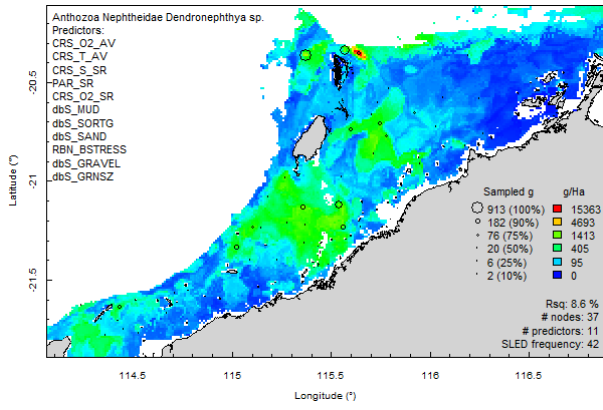 Anthozoa Nephtheidae Dendronephthya sp.
Predictors:
CRS_O2_AV
CRS_T_AV
CRS_S_SR
PAR_SR
CRS_O2_SR
dbS_MUD
dbS_SORTG
dbS_SAND
RBN_BSTRESS
dbS_GRAVEL
dbS_GRNSZ
Latitude (°)
-20.5
-21
-21.5
Sampled g g/Ha
913 (100%) 15363
182 (90%) 4693
76 (75%) 1413
20 (50%) 405
6 (25%) 95
2 (10%) 0
Rsq: 8.6 %
# nodes: 37
# predictors: 11
SLED frequency: 42
114.5 115 115.5 116 116.5
Longitude (°)